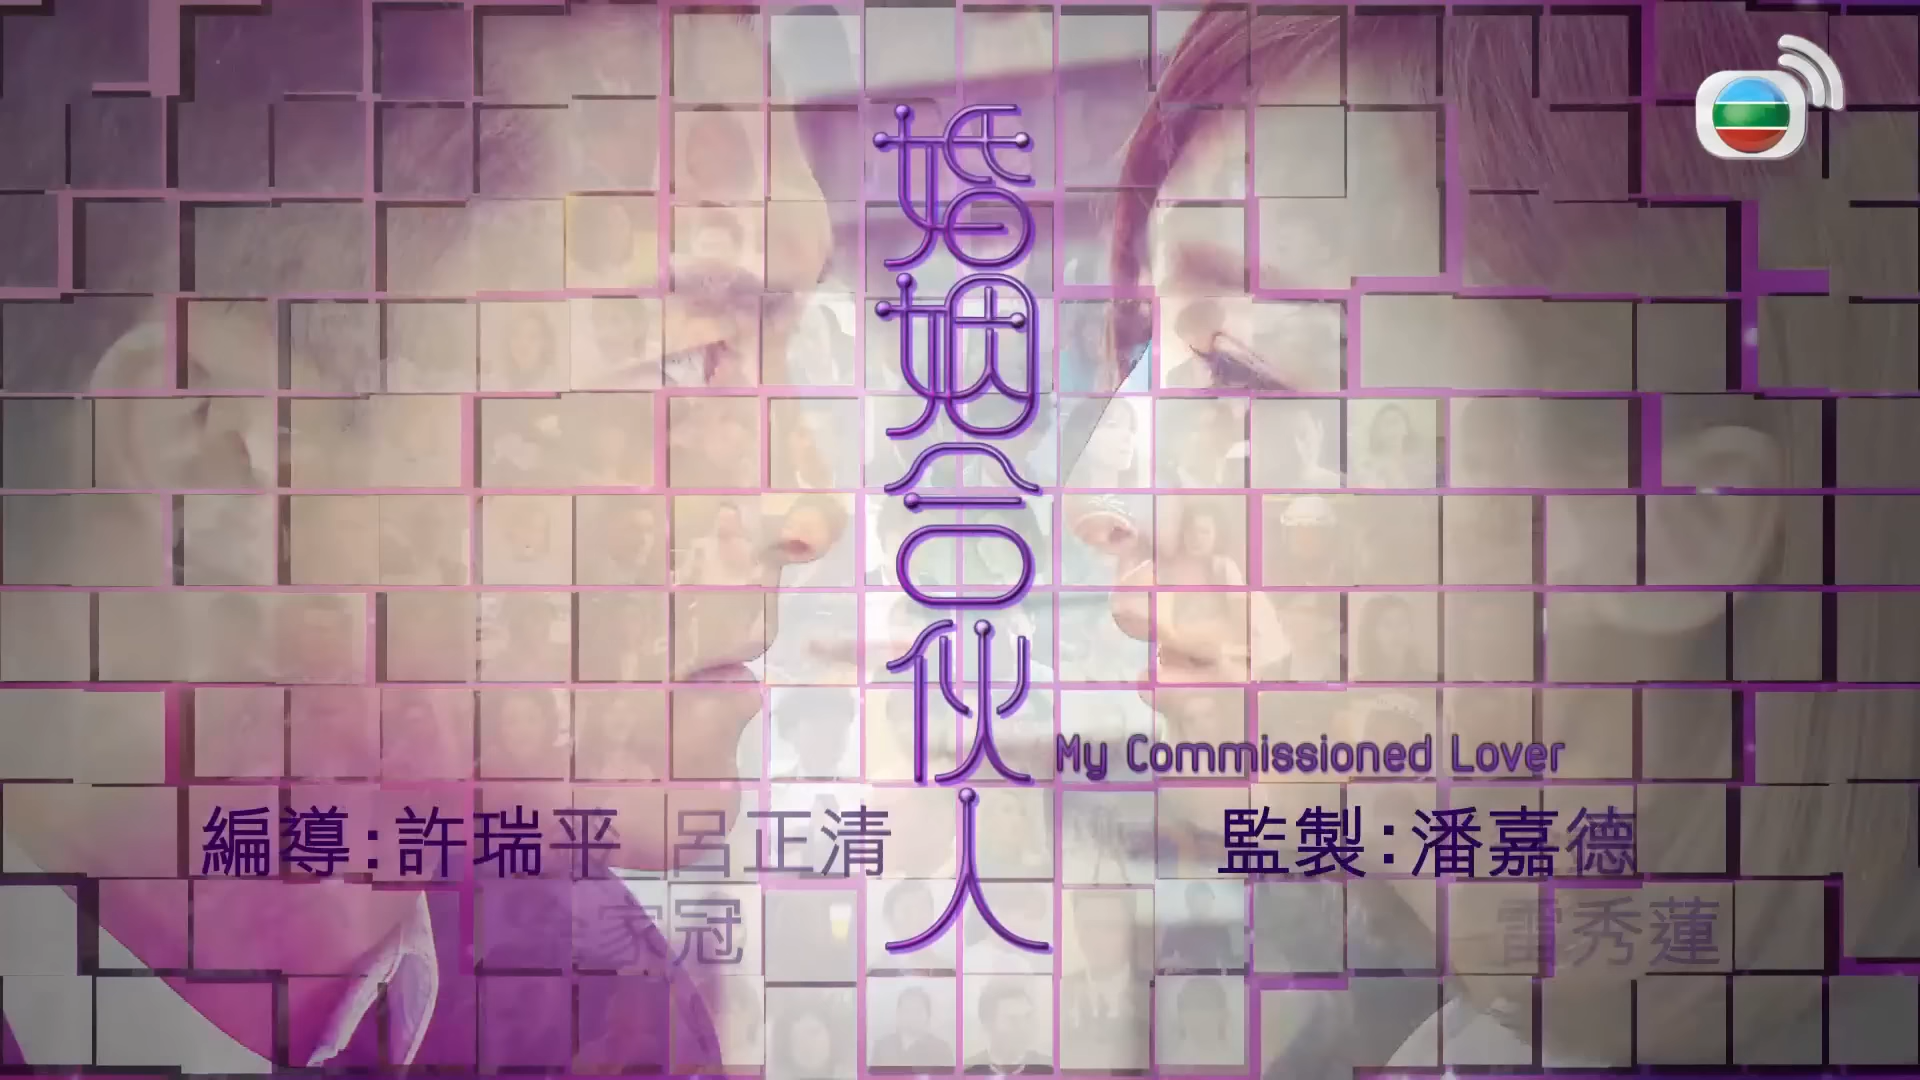 婚姻合伙人
My Commissioned Lover
編導:許瑞平 呂正清
家冠
監製:潘嘉德
雷秀蓮